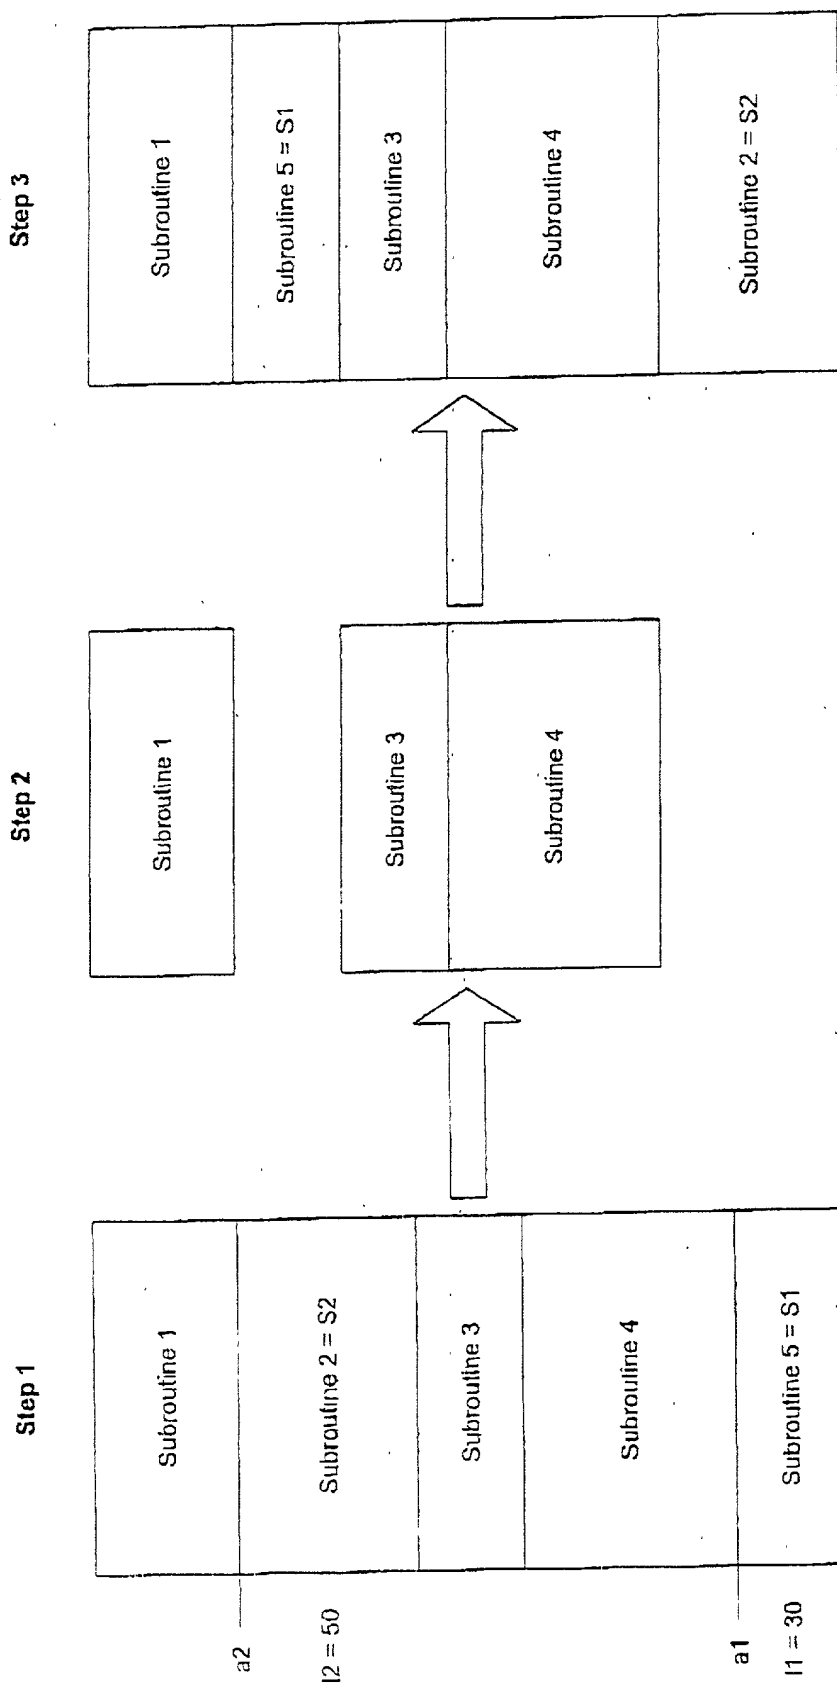 Step 1
Subroutine 1
Subroutine 2 = S2
Subroutine 3
Subroutine 4
Subroutine 5 = S1
a2
l2 = 50
a1
l1 = 30
Step 2
Subroutine 1
Subroutine 3
Subroutine 4
Step 3
Subroutine 1
Subroutine 5 = S1
Subroutine 3
Subroutine 4
Subroutine 2 = S2